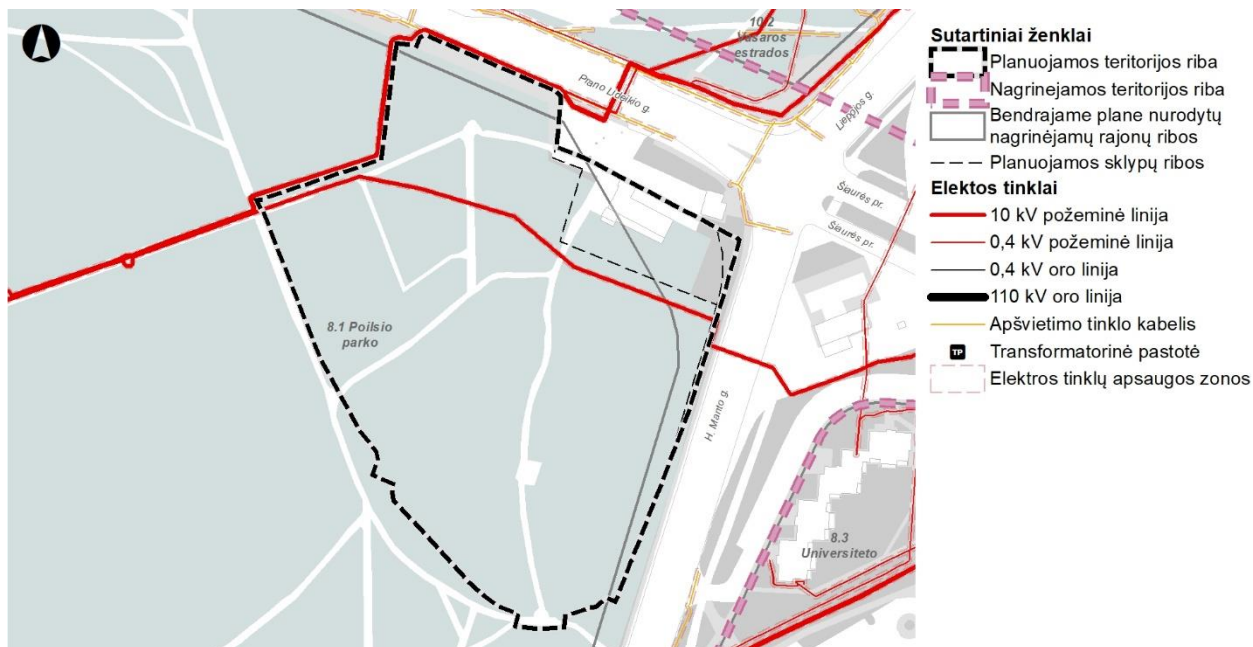 10.2
Vasaros
estrados
Prano Lideikio g.
Liepojos g.
Šiaurės pr.
Šiaurės pr.
8.1 Poilsio
parko
H. Manto g.
8.3
Universiteto
Sutartiniai ženklai
Planuojamos teritorijos riba
Nagrinejamos teritorijos riba
Bendrajame plane nurodytų
nagrinėjamų rajonų ribos
Planuojamos sklypų ribos
Elektos tinklai
10 kV požeminė linija
0,4 kV požeminė linija
0,4 kV oro linija
110 kV oro linija
Apšvietimo tinklo kabelis
TP
Transformatorinė pastotė
Elektros tinklų apsaugos zonos